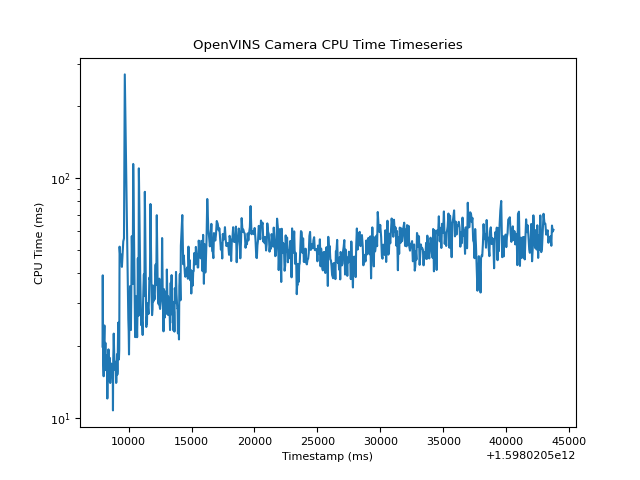 OpenVINS Camera CPU Time Timeseries
CPU Time (ms)
10²
10¹
10000 15000 20000 25000 30000 35000 40000 45000
Timestamp (ms)
+1.5980205e12